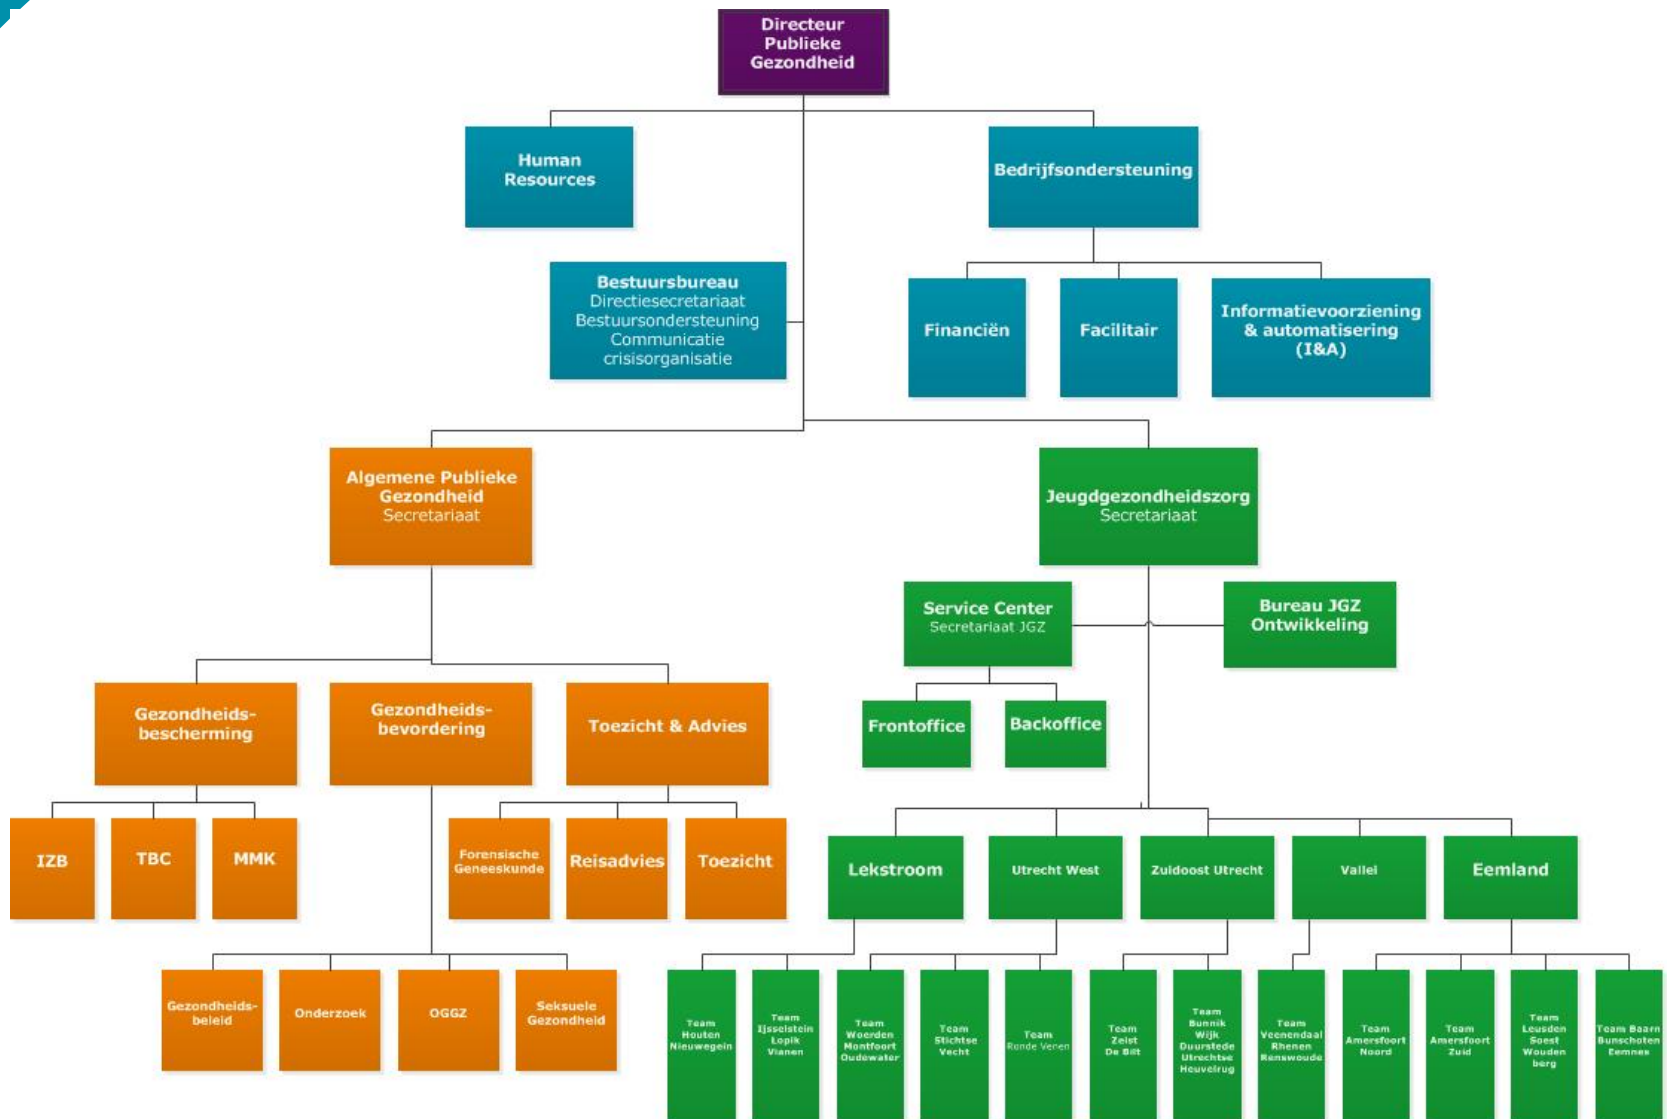 Directeur
Publieke
Gezondheid
Human
Resources
Bedrijfsondersteuning
Bestuursbureau
Directiesecretariaat
Bestuursondersteuning
Communicatie
crisisorganisatie
Financiën
Facilitair
Informatievoorziening
& automatisering
(I&A)
Algemene Publieke
Gezondheid
Secretariaat
Jeugdgezondheidszorg
Secretariaat
Service Center
Secretariaat JGZ
Bureau JGZ
Ontwikkeling
Frontoffice
Backoffice
Gezondheids-
bescherming
Gezondheids-
bevordering
Toezicht & Advies
IZB
TBC
MMK
Forensische
Geneeskunde
Reisadvies
Toezicht
Lekstroom
Utrecht West
Zuidoost Utrecht
Vallei
Eemland
Gezondheids-
beleid
Onderzoek
OGGZ
Seksuele
Gezondheid
Team
Houten
Nieuwegein
Team
Ijsselstein
Lopik
Vianen
Team
Woerden
Montfoort
Oudewater
Team
Stichtse
Vecht
Team
Ronde Venen
Team
Zeist
De Bilt
Team
Bunnik
Wijk
Duurstede
Utrechtse
Heuvelrug
Team
Veenendaal
Rhenen
Renswoude
Team
Amersfoort
Noord
Team
Amersfoort
Zuid
Team
Leusden
Soest
Wouden
berg
Team Baarn
Bunschoten
Eemnes